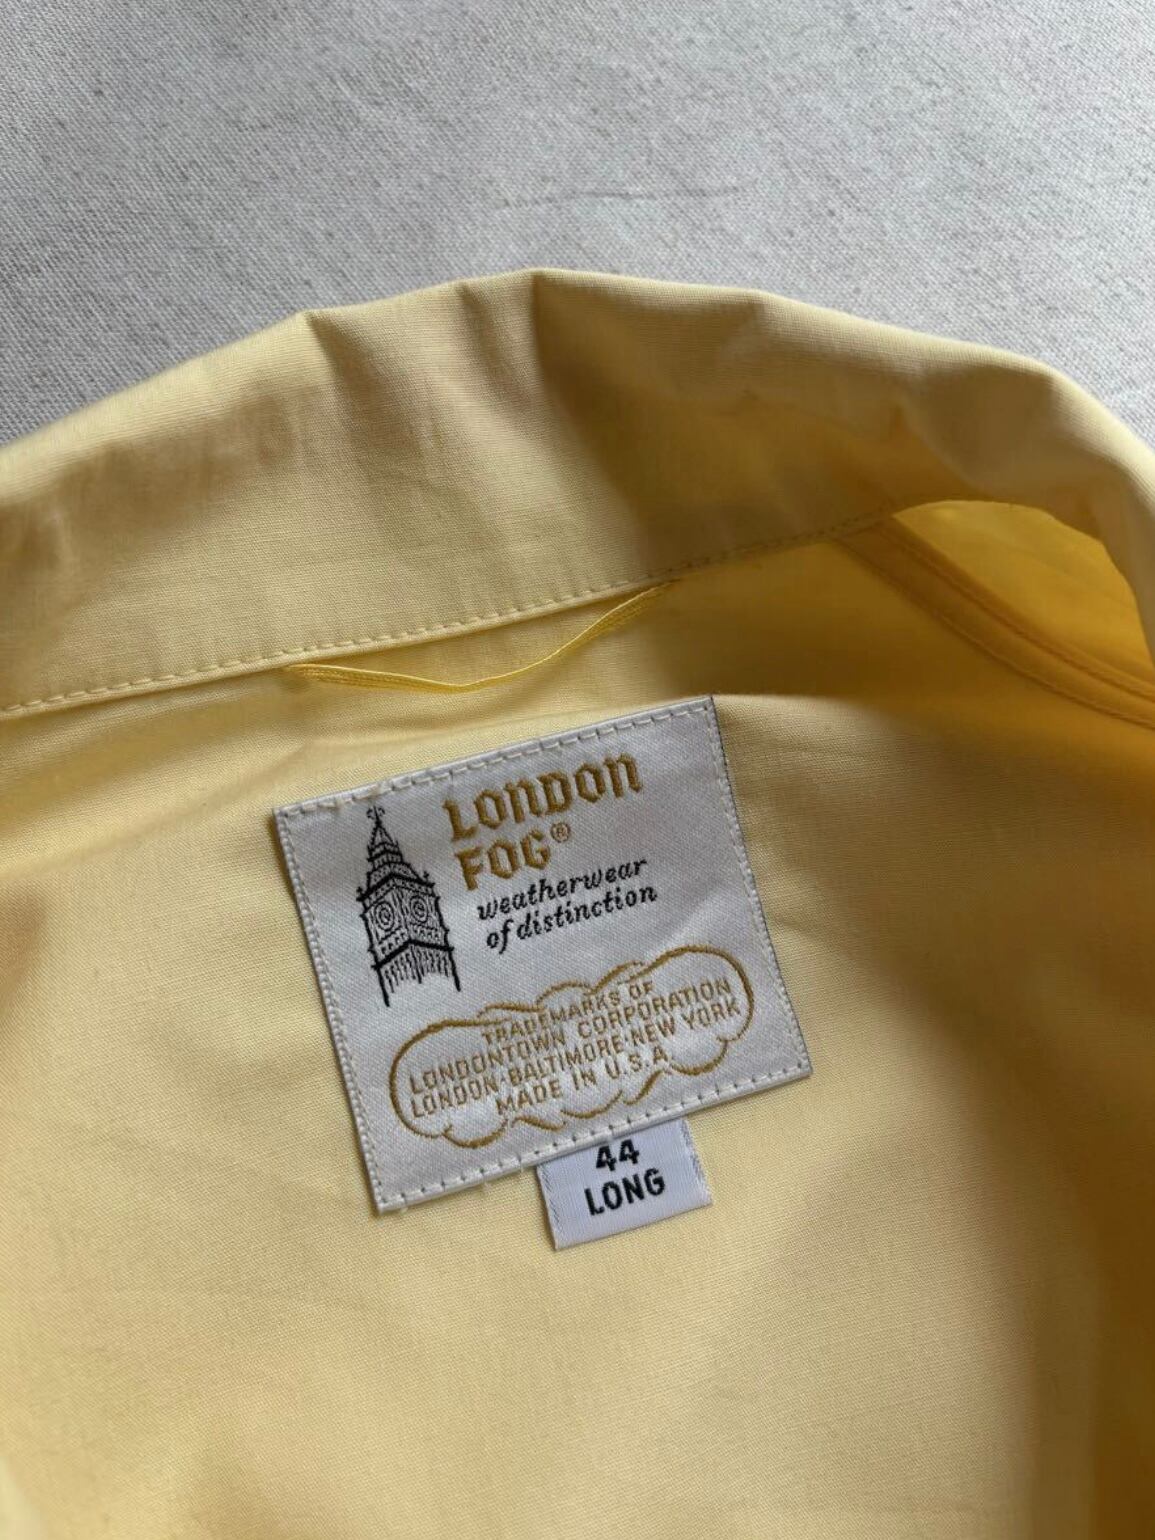 LONDON
FOG®
weatherwear
of distinction
TRADEMARKS OF
LONDONTOWN CORPORATION
LONDON·BALTIMORE·NEW YORK
MADE IN U.S.A.
44
LONG